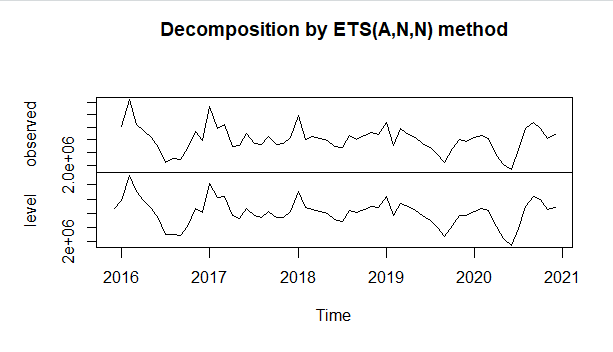 Decomposition by ETS(A,N,N) method
observed
2.0e+06
level
2e+06
2016 2017 2018 2019 2020 2021
Time